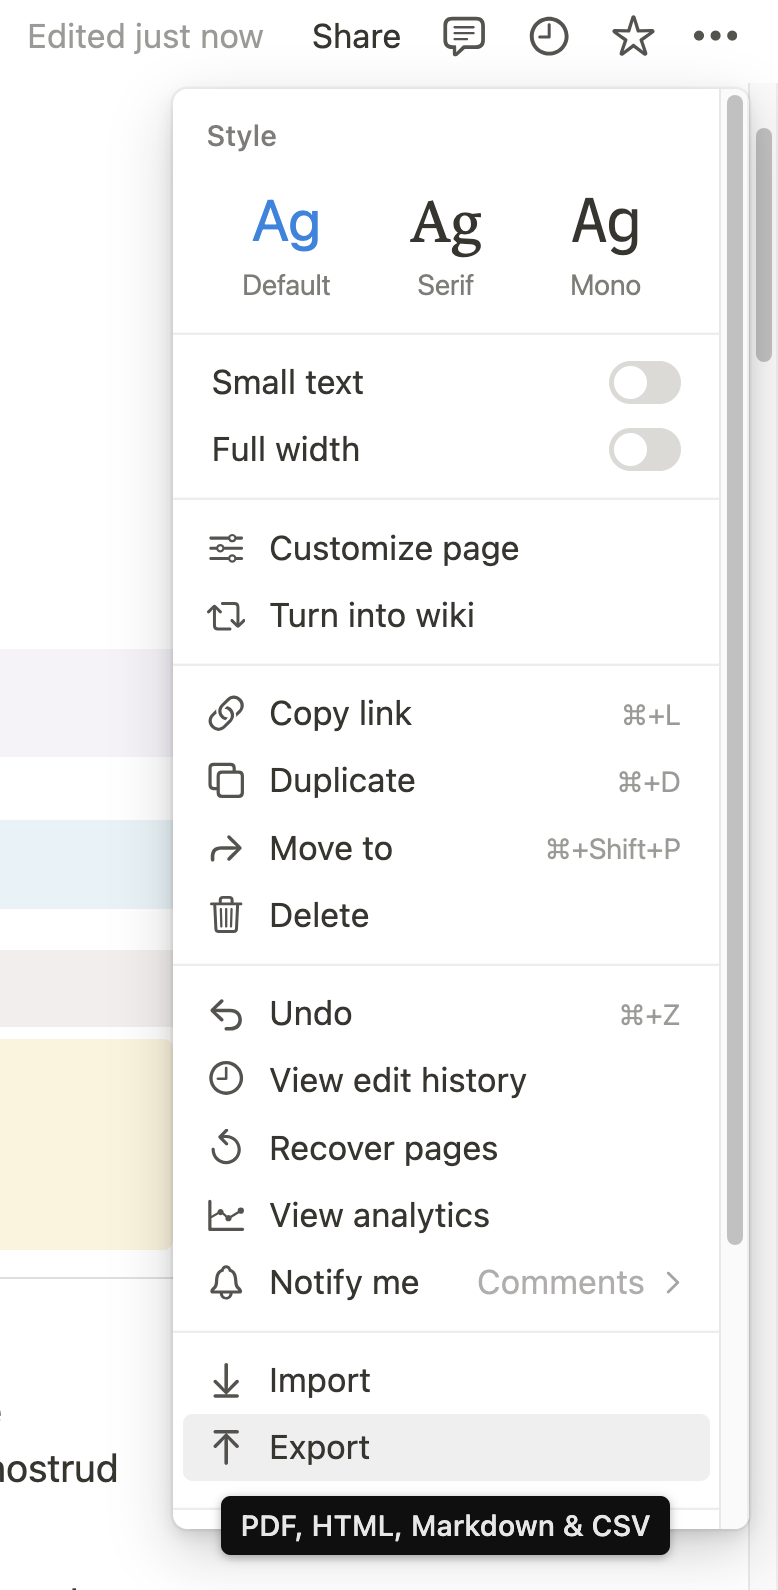 Edited just now Share
Style
Ag Ag Ag
Default Serif Mono
Small text
Full width
Customize page
Turn into wiki
Copy link ⌘+L
Duplicate ⌘+D
Move to ⌘+Shift+P
Delete
Undo ⌘+Z
View edit history
Recover pages
View analytics
Notify me Comments
Import
Export
nostrud
PDF, HTML, Markdown & CSV